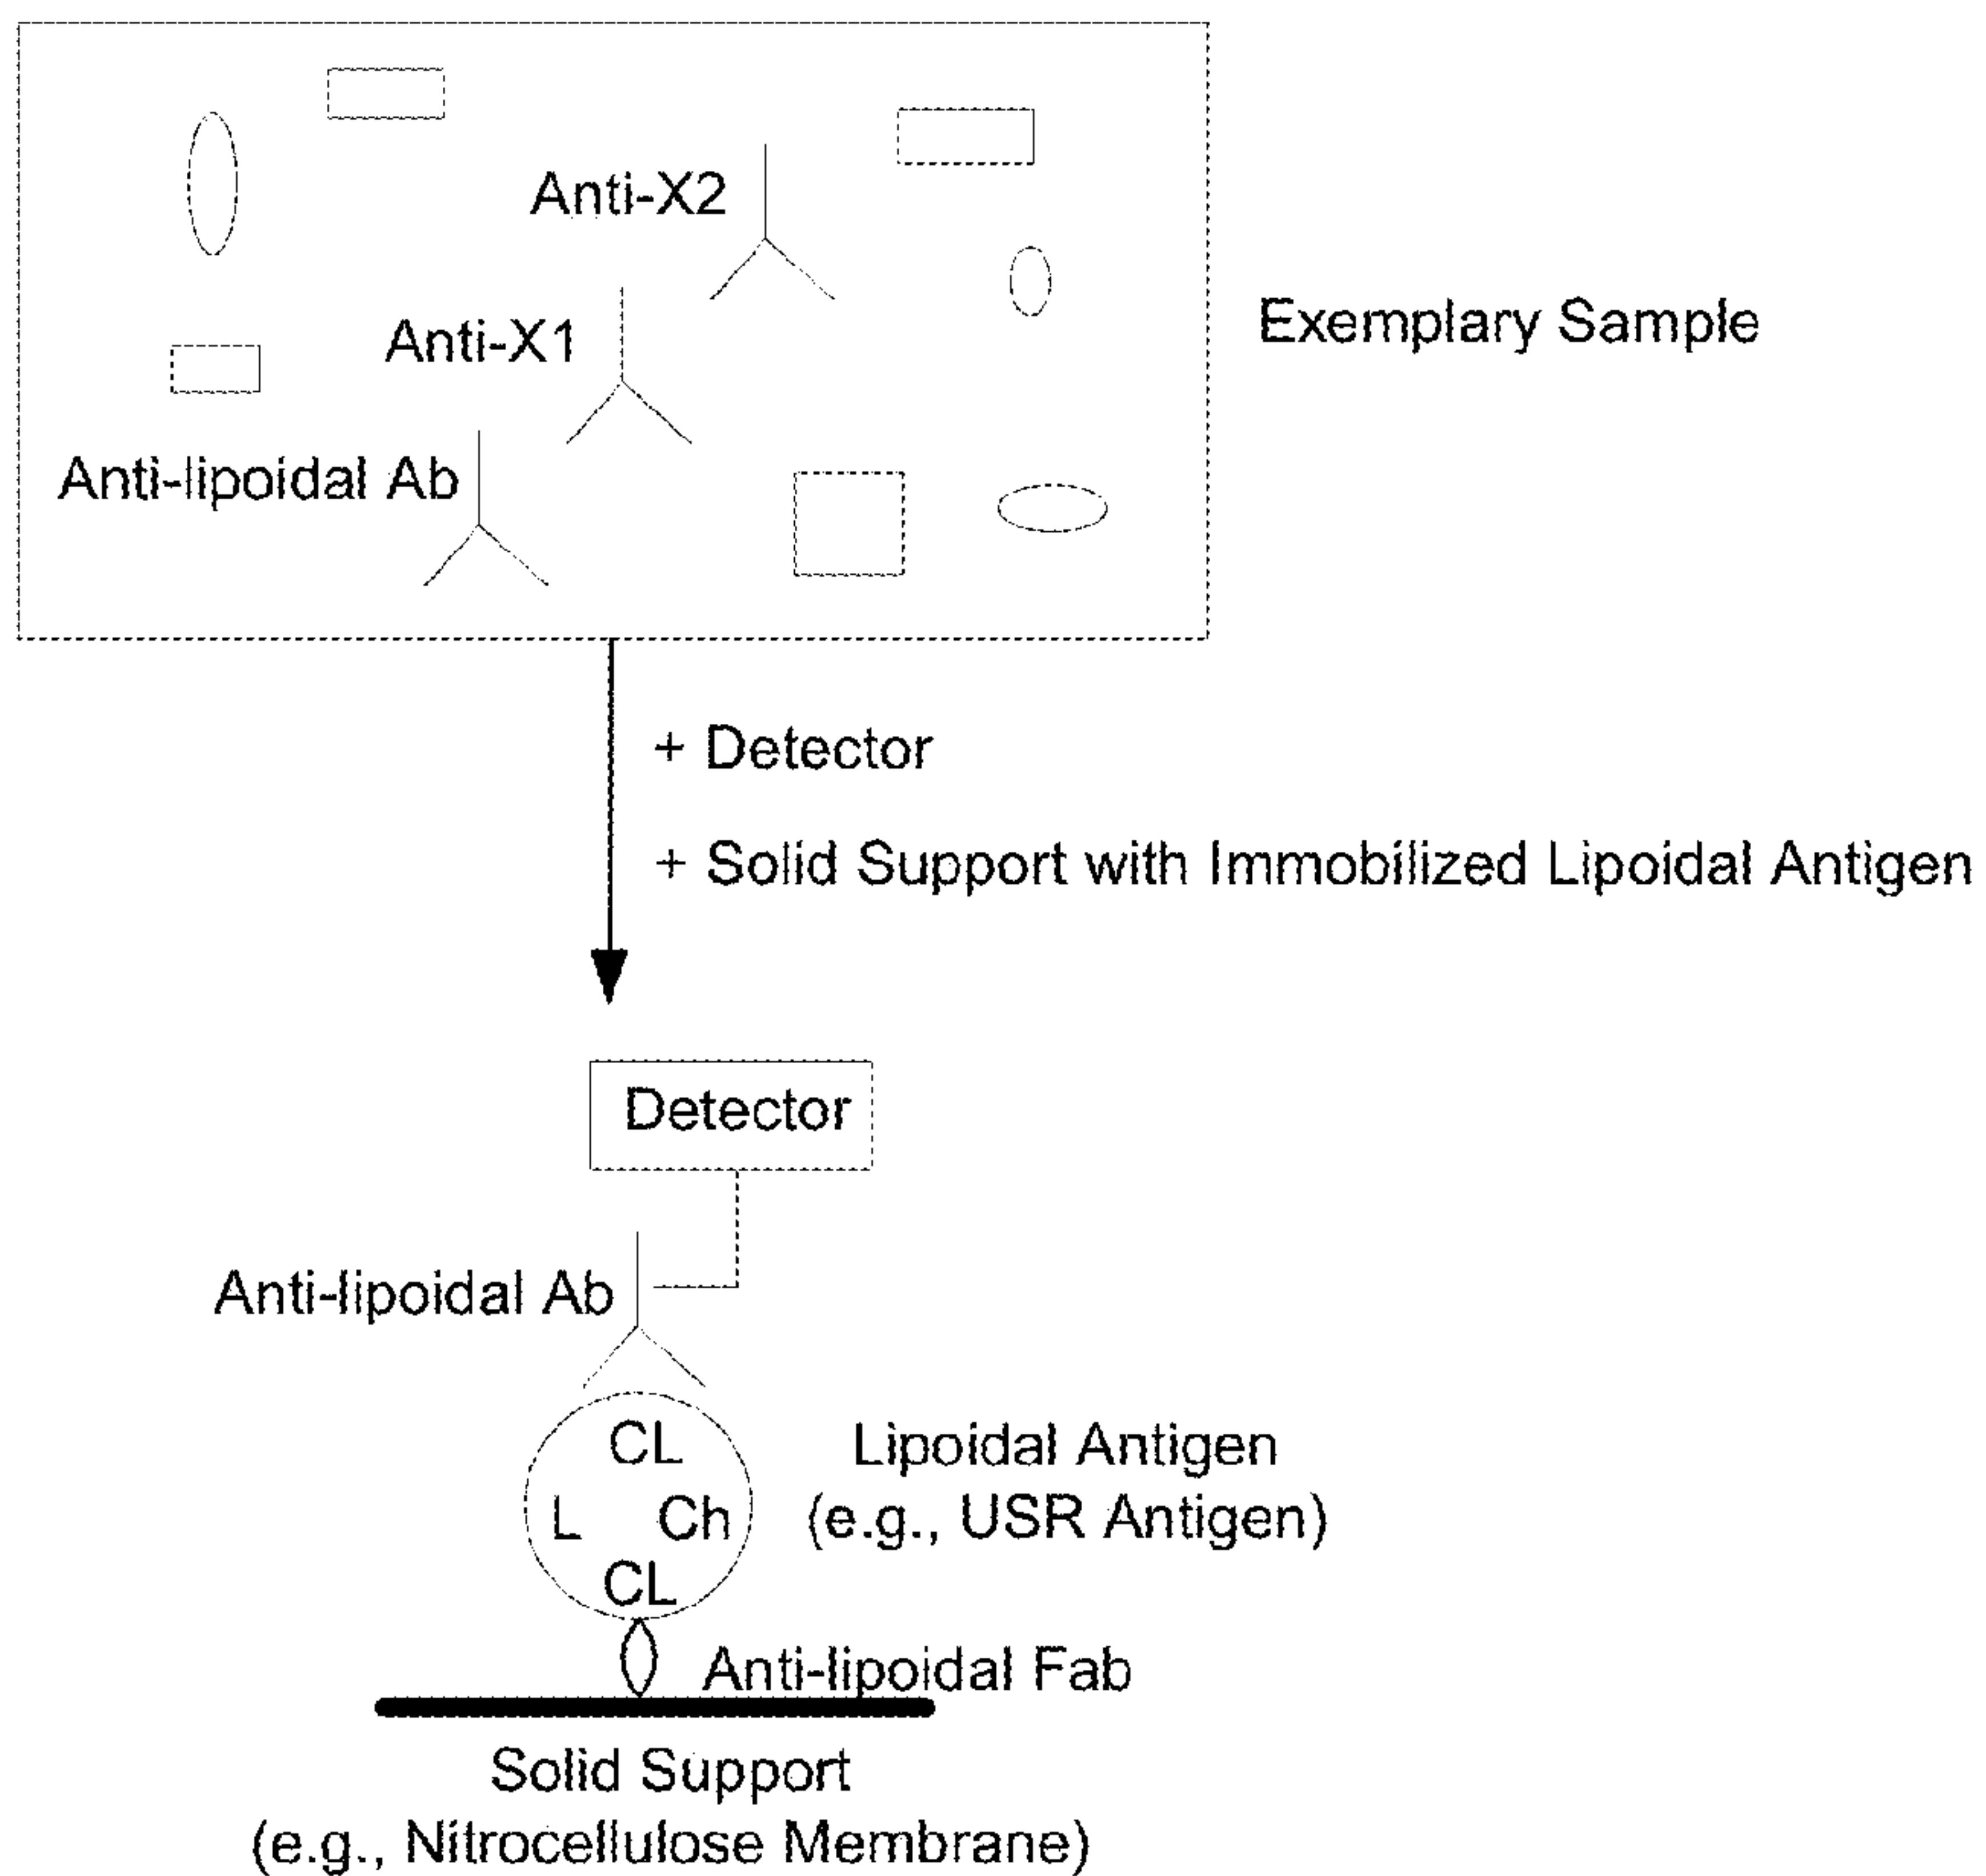 Anti-X2
Anti-X1
Exemplary Sample
Anti-lipoidal Ab
+ Detector
+ Solid Support with Immobilized Lipoidal Antigen
Detector
Anti-lipoidal Ab
CL
Lipoidal Antigen
L Ch
(e.g., USR Antigen)
CL
Anti-lipoidal Fab
Solid Support
(e.g., Nitrocellulose Membrane)